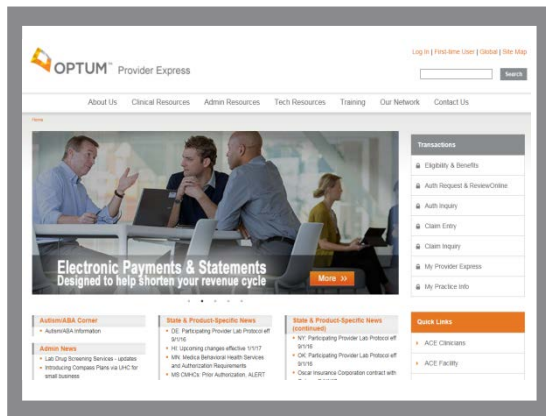 Log In | First-time User | Global | Site Map
OPTUM™ Provider Express
Search
About Us Clinical Resources Admin Resources Tech Resources Training Our Network Contact Us
Home
Electronic Payments & Statements
Designed to help shorten your revenue cycle
More »
Transactions
Eligibility & Benefits
Auth Request & ReviewOnline
Auth Inquiry
Claim Entry
Claim Inquiry
My Provider Express
My Practice Info
Autism/ABA Corner
• Autism/ABA Information
Admin News
• Lab Drug Screening Services - updates
• Introducing Compass Plans via UHC for
small business
State & Product-Specific News
• DE: Participating Provider Lab Protocol eff
9/1/16
• HI: Upcoming changes effective 1/1/17
• MN: Medica Behavioral Health Services
and Authorization Requirements
• MS CMHCs: Prior Authorization, ALERT
State & Product-Specific News
(continued)
• NY: Participating Provider Lab Protocol eff
9/1/16
• OK: Participating Provider Lab Protocol eff
9/1/16
• Oscar Insurance Corporation contract with
Quick Links
ACE Clinicians
ACE Facility